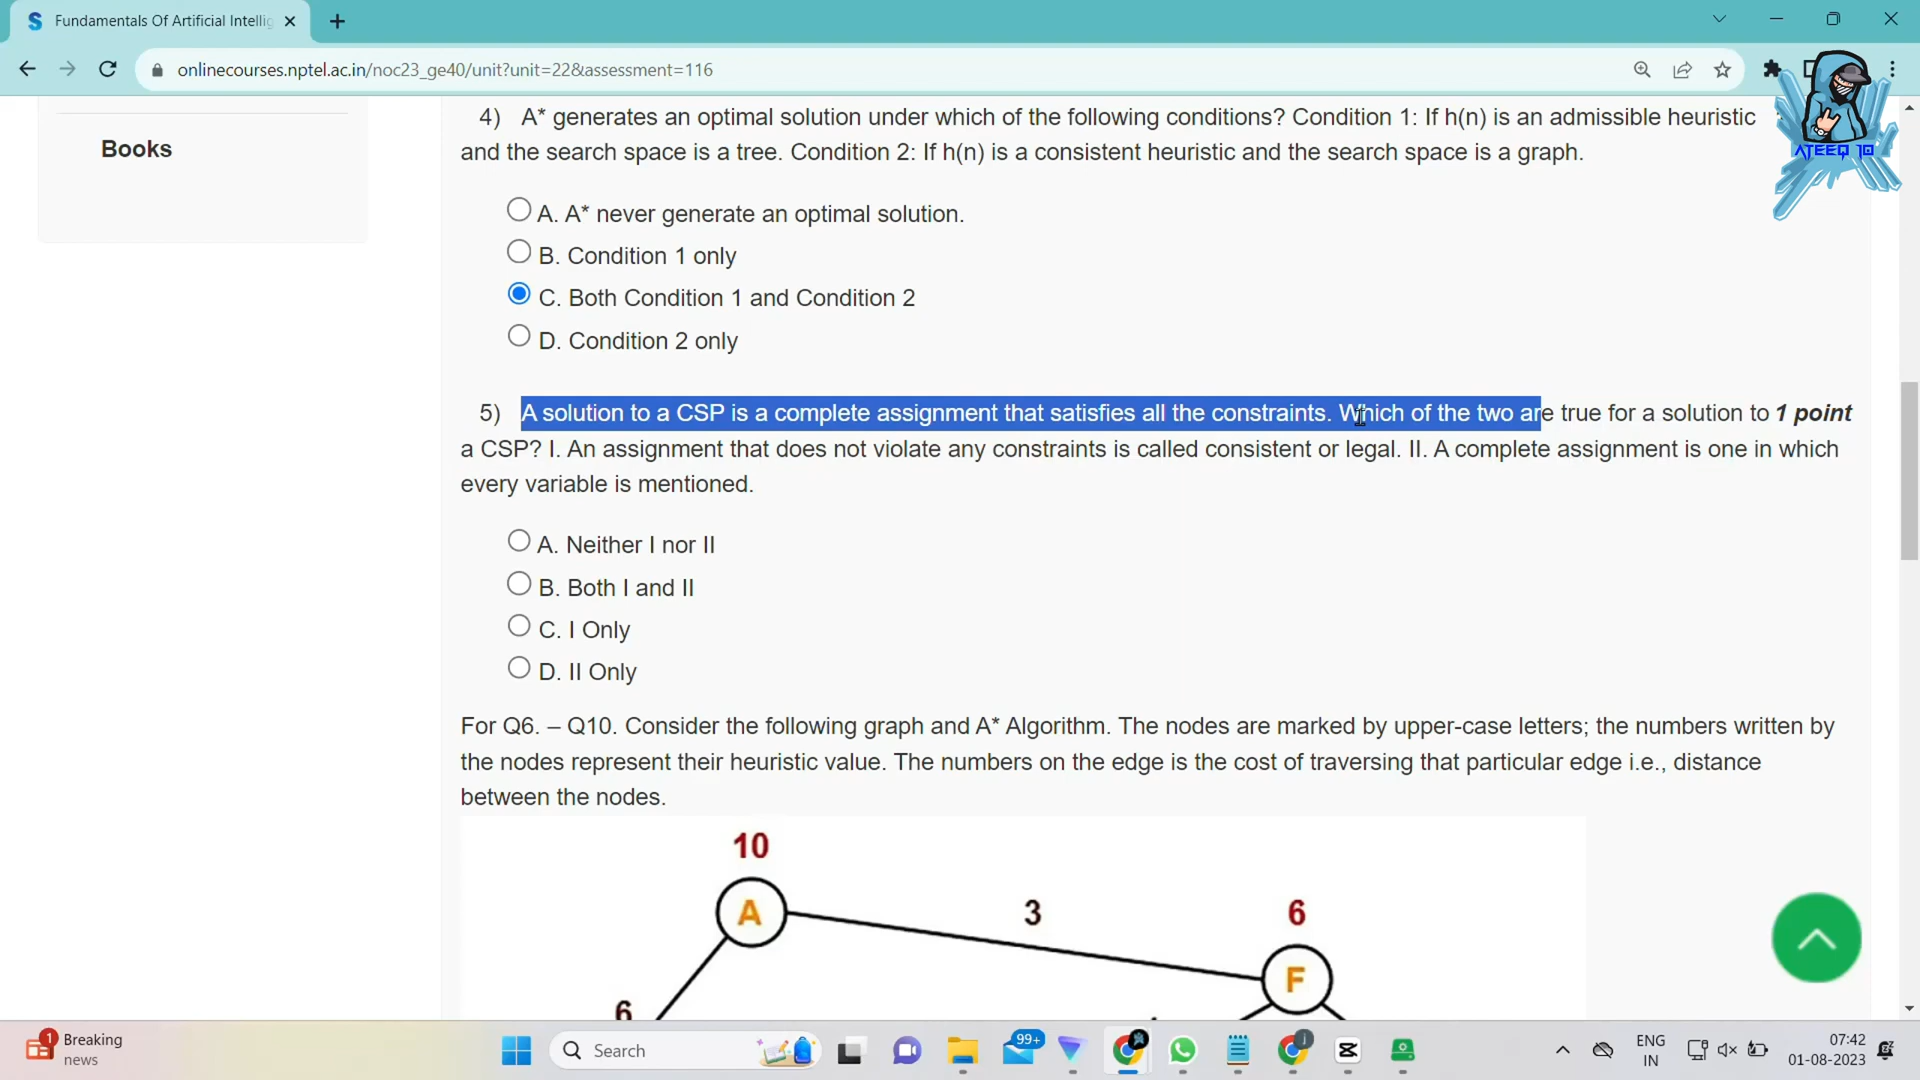 Fundamentals Of Artificial Intellig
onlinecourses.nptel.ac.in/noc23_ge40/unit?unit=22&assessment=116
ATEEQ 10
Books
4) A* generates an optimal solution under which of the following conditions? Condition 1: If h(n) is an admissible heuristic
and the search space is a tree. Condition 2: If h(n) is a consistent heuristic and the search space is a graph.
A. A* never generate an optimal solution.
B. Condition 1 only
C. Both Condition 1 and Condition 2
D. Condition 2 only
5) A solution to a CSP is a complete assignment that satisfies all the constraints. Which of the two are true for a solution to 1 point
a CSP? I. An assignment that does not violate any constraints is called consistent or legal. II. A complete assignment is one in which
every variable is mentioned.
A. Neither I nor II
B. Both I and II
C. I Only
D. II Only
For Q6. – Q10. Consider the following graph and A* Algorithm. The nodes are marked by upper-case letters; the numbers written by
the nodes represent their heuristic value. The numbers on the edge is the cost of traversing that particular edge i.e., distance
between the nodes.
10
A
3
6
F
6
1 Breaking
news
Search
99+
j
ENG
IN
07:42
01-08-2023